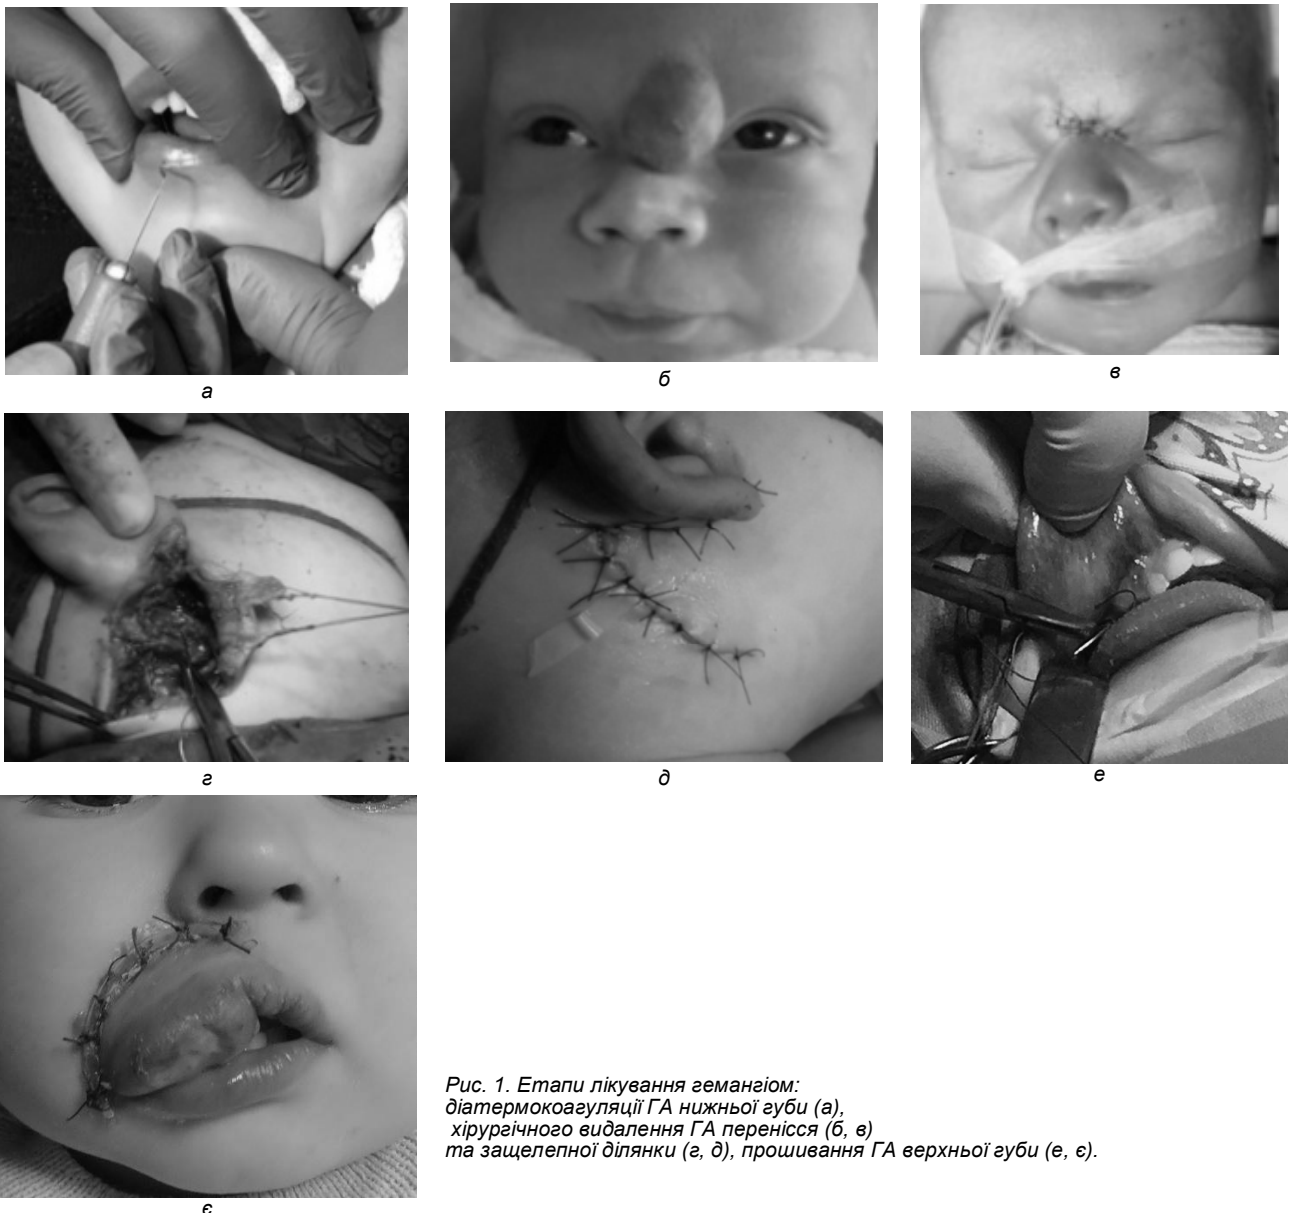 а
б
в
г
д
е
є
Рис. 1. Етапи лікування гемангіом:
діатермокоагуляції ГА нижньої губи (а),
хірургічного видалення ГА перенісся (б, в)
та защелепної ділянки (г, д), прошивання ГА верхньої губи (е, є).